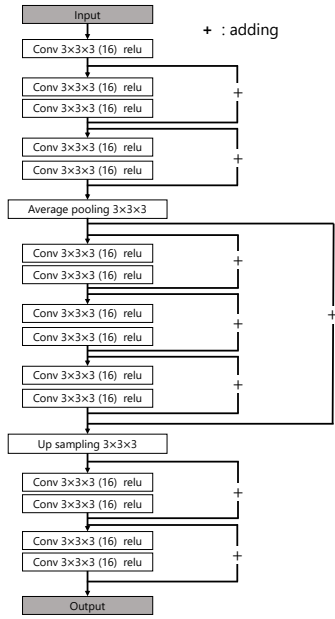 Input
+ : adding
Conv 3×3×3 (16) relu
Conv 3×3×3 (16) relu
+
Conv 3×3×3 (16) relu
Conv 3×3×3 (16) relu
+
Conv 3×3×3 (16) relu
Average pooling 3×3×3
Conv 3×3×3 (16) relu
+
Conv 3×3×3 (16) relu
Conv 3×3×3 (16) relu
+
+
Conv 3×3×3 (16) relu
Conv 3×3×3 (16) relu
+
Conv 3×3×3 (16) relu
Up sampling 3×3×3
Conv 3×3×3 (16) relu
+
Conv 3×3×3 (16) relu
Conv 3×3×3 (16) relu
+
Conv 3×3×3 (16) relu
Output